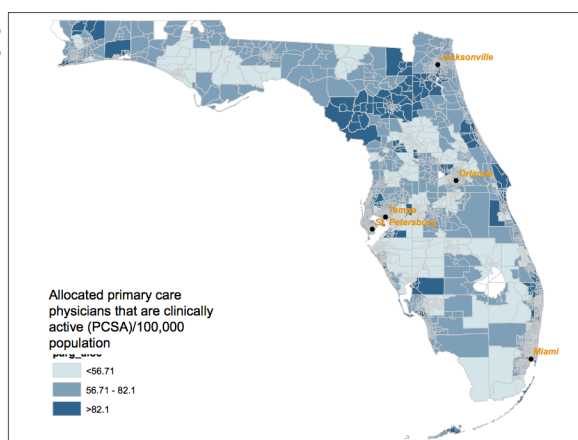 Jacksonville
Orlando
Tampa
St. Petersburg
Miami
Allocated primary care
physicians that are clinically
active (PCSA)/100,000
population
<56.71
56.71 - 82.1
>82.1